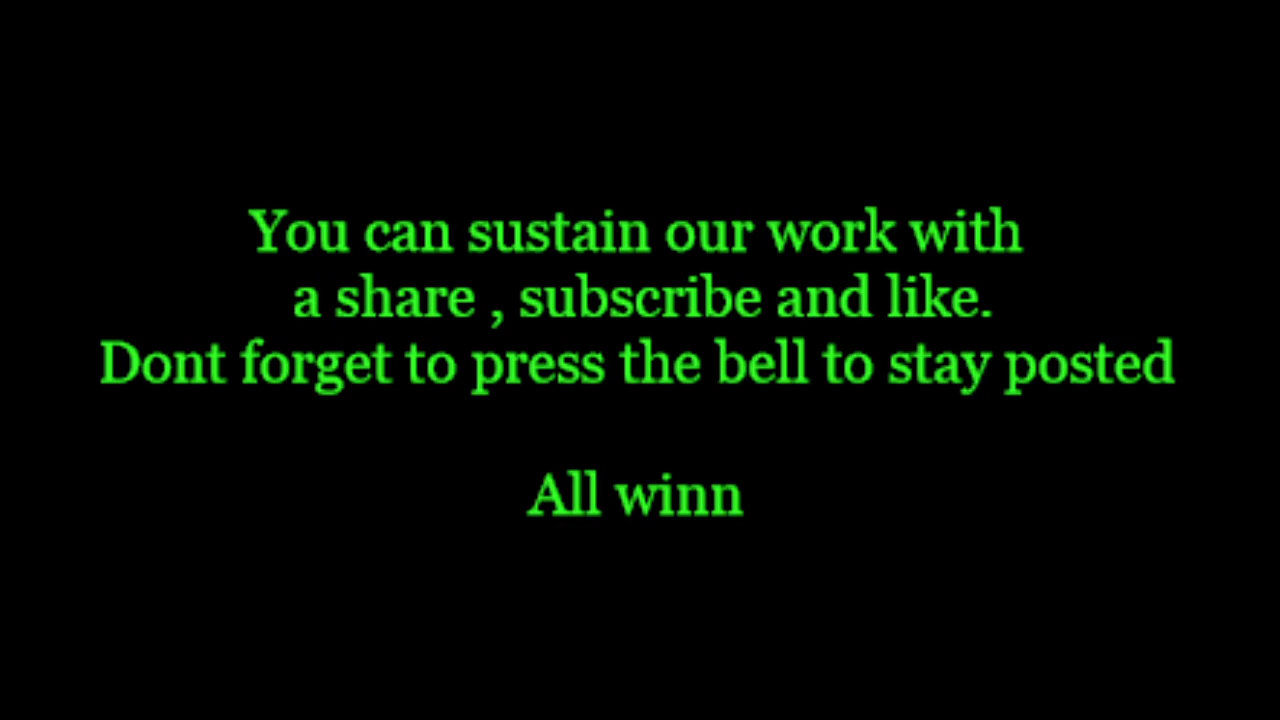 You can sustain our work with
a share , subscribe and like.
Dont forget to press the bell to stay posted
All winn